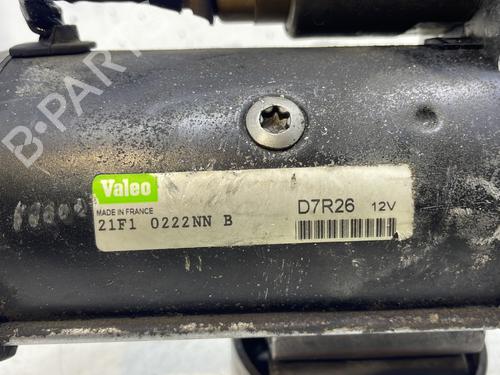 B-PARTS
Valeo
MADE IN FRANCE
21F1 0222NN B
D7R26 12V